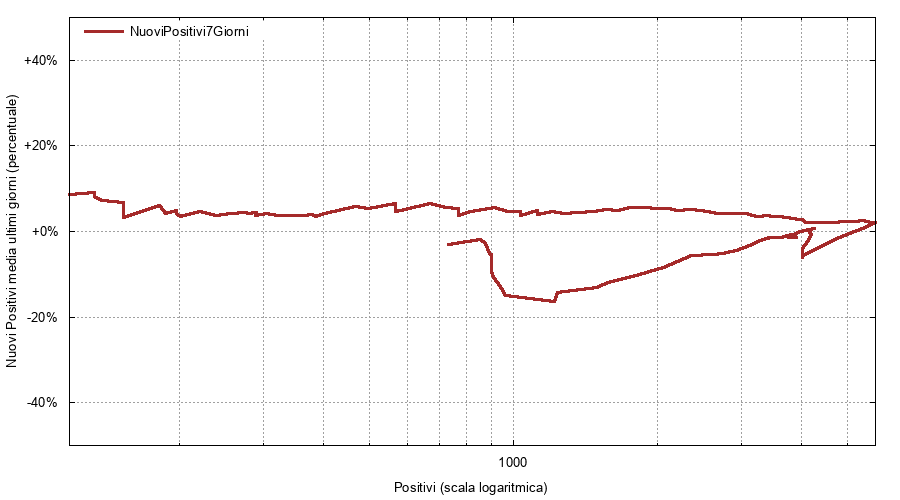 NuoviPositivi7Giorni
+40%
+20%
+0%
-20%
-40%
Nuovi Positivi media ultimi giorni (percentuale)
1000
Positivi (scala logaritmica)